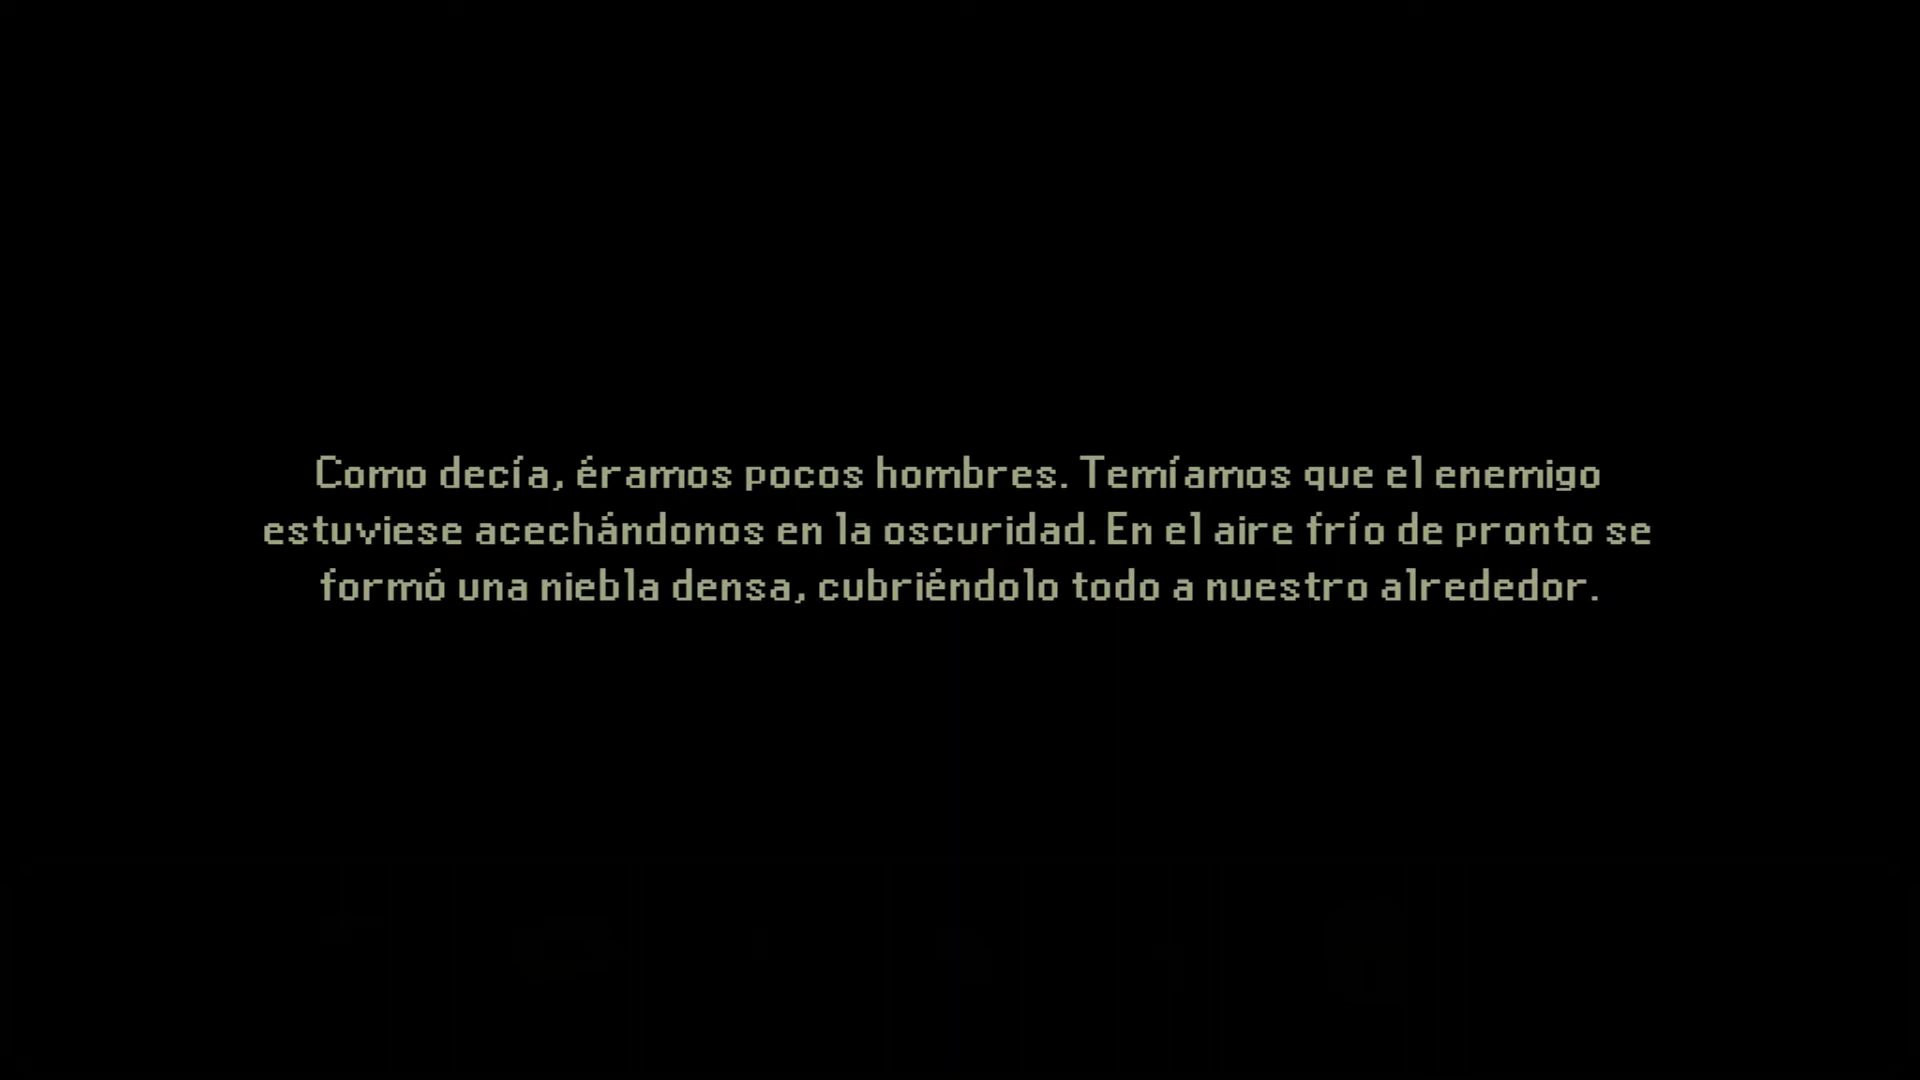 Como decía, éramos pocos hombres. Temíamos que el enemigo
estuviese acechándonos en la oscuridad. En el aire frío de pronto se
formó una niebla densa, cubriéndolo todo a nuestro alrededor.